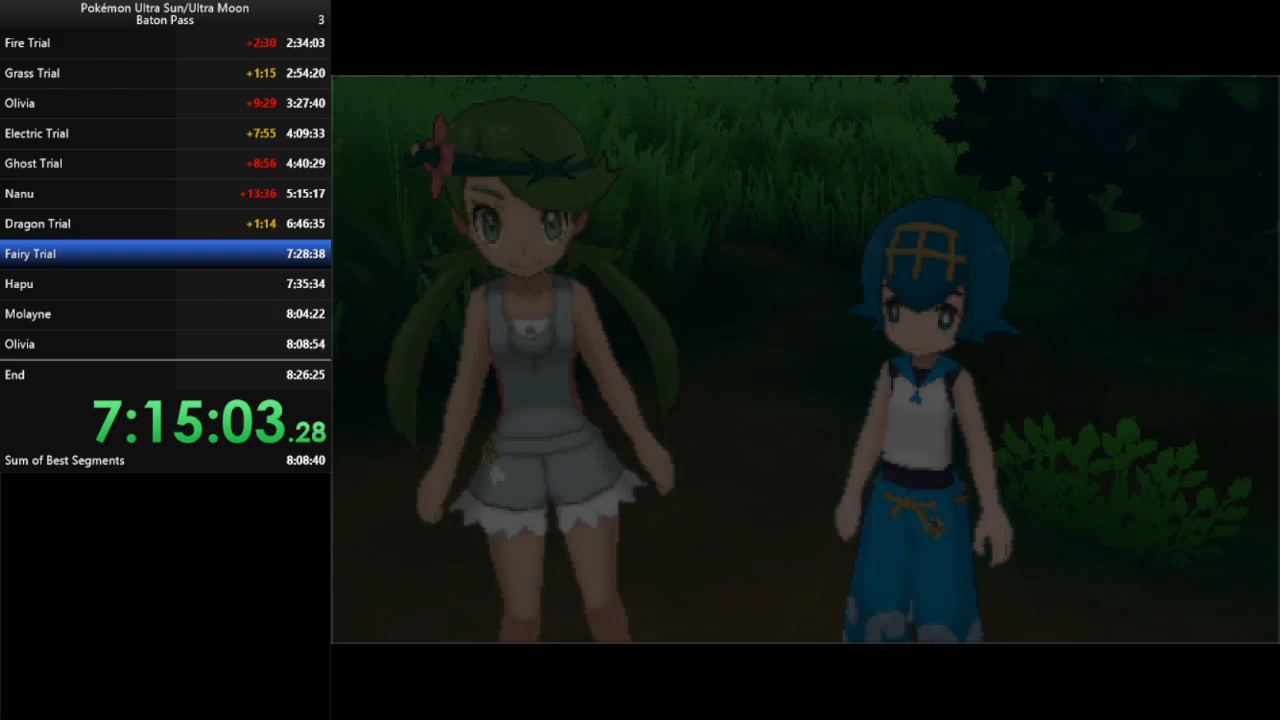 Pokémon Ultra Sun/Ultra Moon
Baton Pass 3
Fire Trial +2:30 2:34:03
Grass Trial +1:15 2:54:20
Olivia +9:29 3:27:40
Electric Trial +7:55 4:09:33
Ghost Trial +8:56 4:40:29
Nanu +13:36 5:15:17
Dragon Trial +1:14 6:46:35
Fairy Trial 7:28:38
Hapu 7:35:34
Molayne 8:04:22
Olivia 8:08:54
End 8:26:25
7:15:03.28
Sum of Best Segments 8:08:40